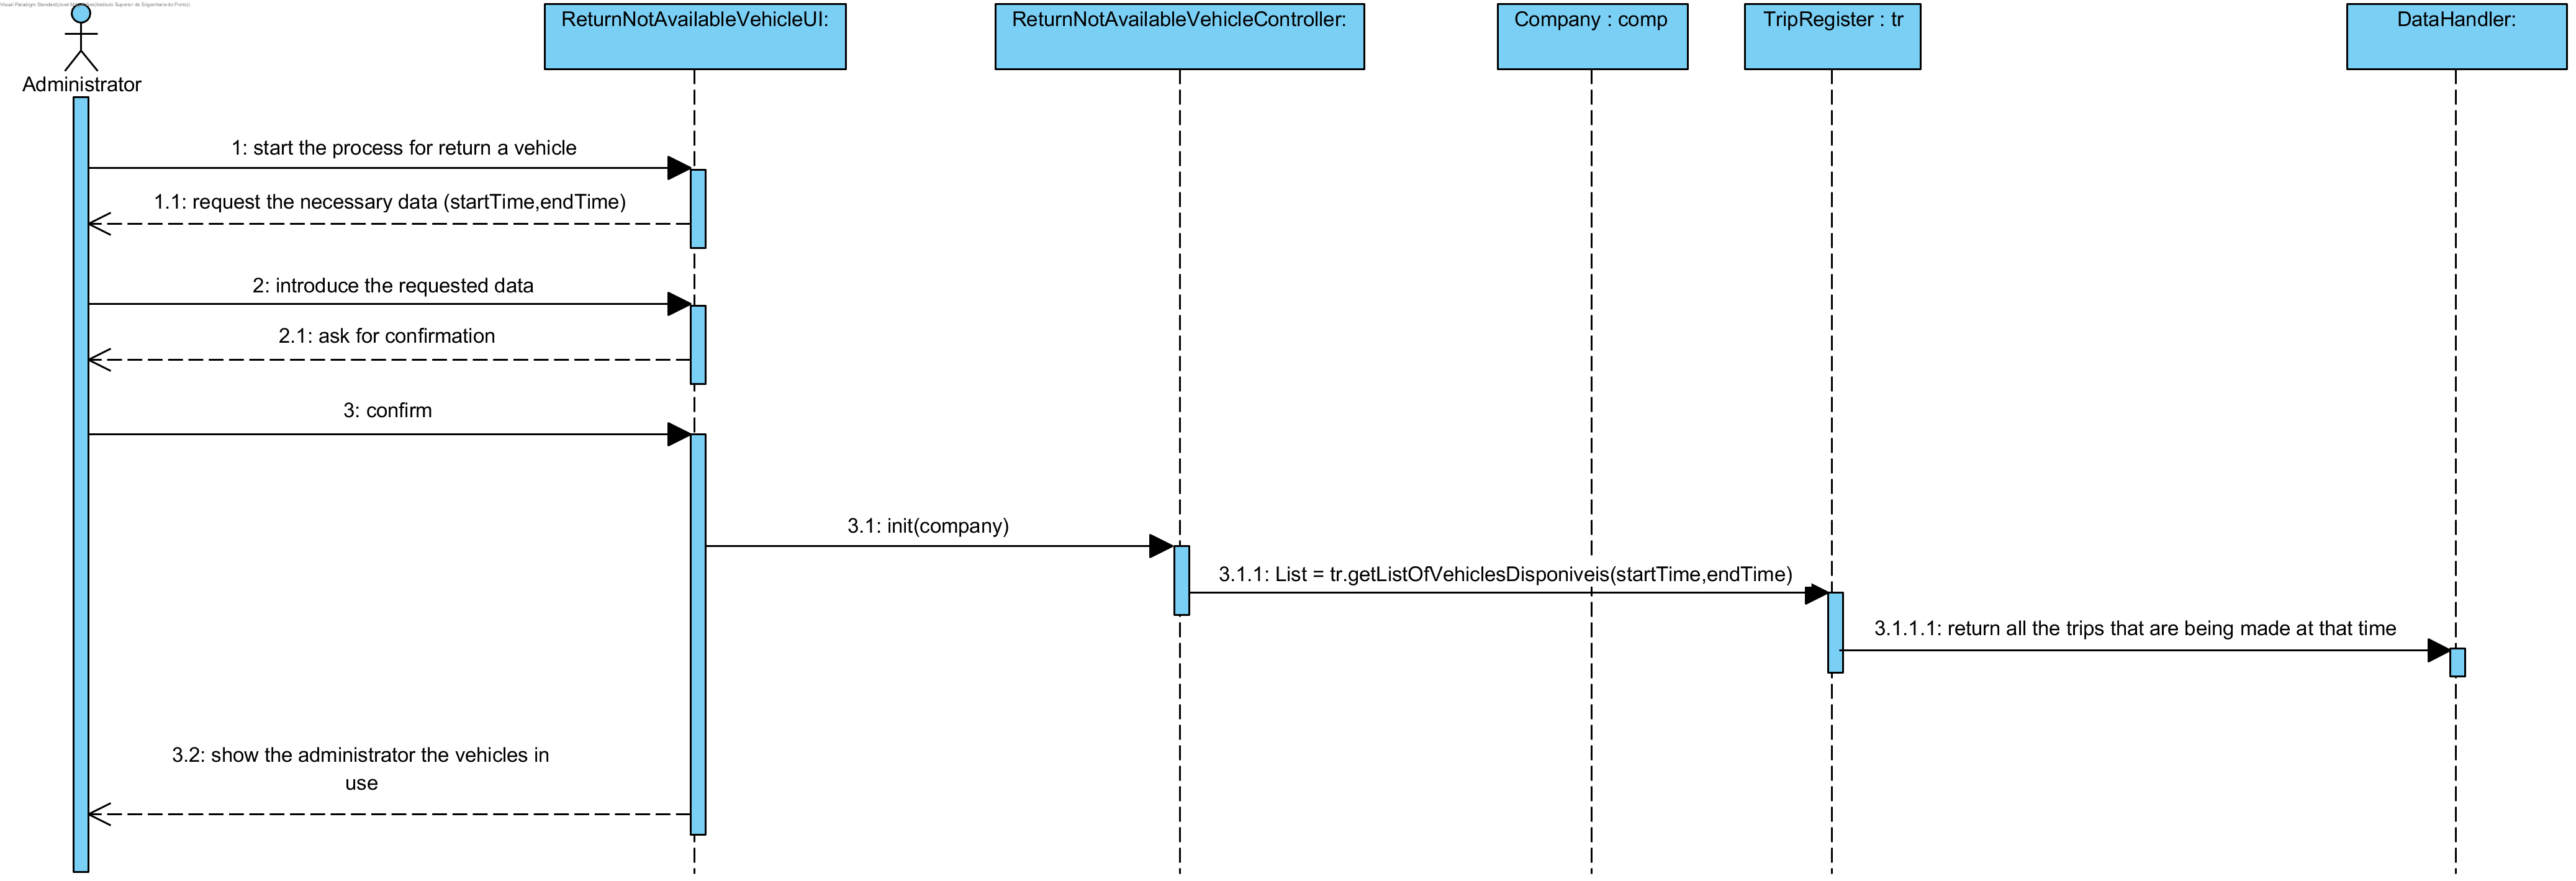 Visual Paradigm Standard(José Maria Silva(Instituto Superior de Engenharia do Porto))
ReturnNotAvailableVehicleUI:
ReturnNotAvailableVehicleController:
Company : comp
TripRegister : tr
DataHandler:
Administrator
1: start the process for return a vehicle
1.1: request the necessary data (startTime,endTime)
2: introduce the requested data
2.1: ask for confirmation
3: confirm
3.1: init(company)
3.1.1: List = tr.getListOfVehiclesDisponiveis(startTime,endTime)
3.1.1.1: return all the trips that are being made at that time
3.2: show the administrator the vehicles in
use